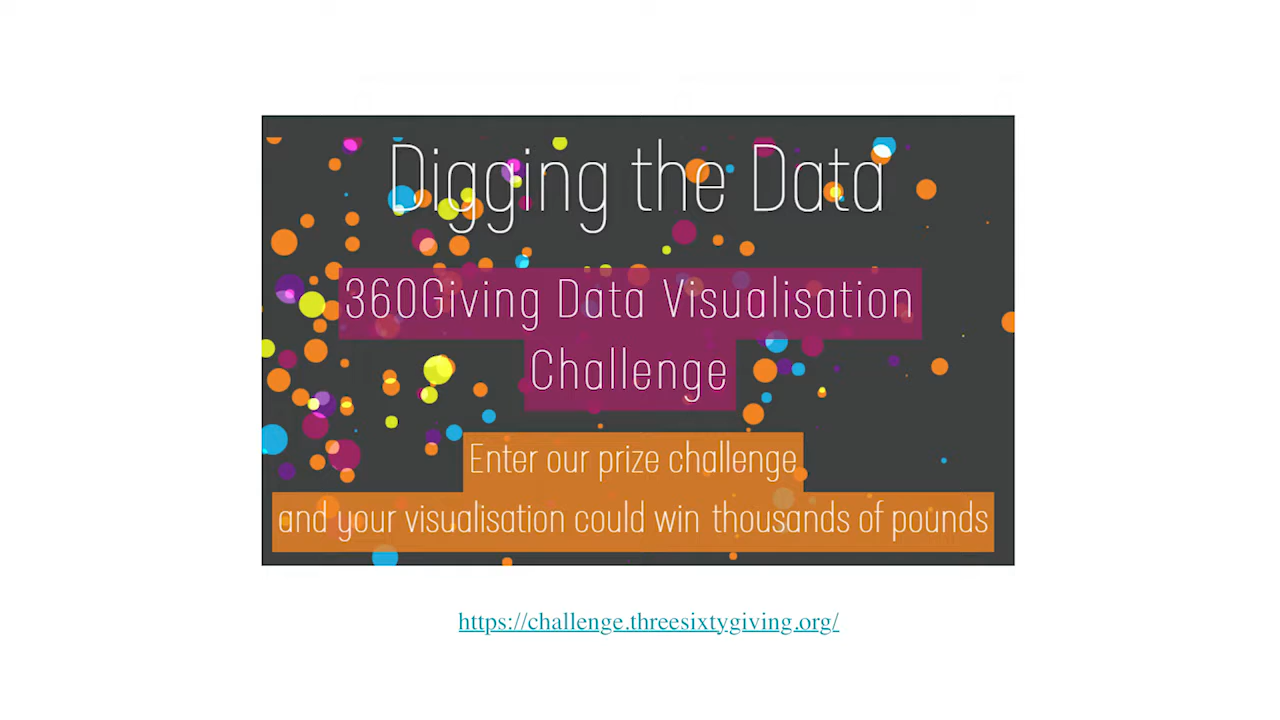 Digging the Data
360Giving Data Visualisation
Challenge
Enter our prize challenge
and your visualisation could win thousands of pounds
https://challenge.threesixtygiving.org/